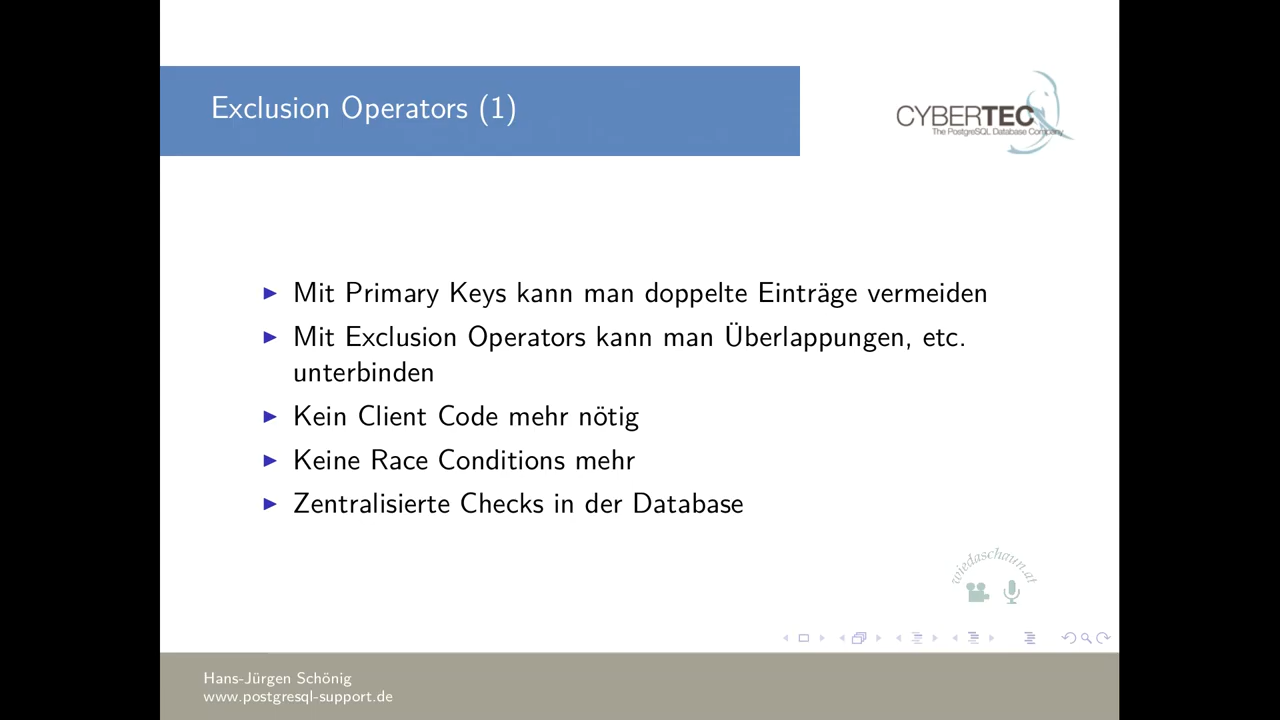 Exclusion Operators (1)
CYBERTEC
The PostgreSQL Database Company
Mit Primary Keys kann man doppelte Einträge vermeiden
Mit Exclusion Operators kann man Überlappungen, etc.
unterbinden
Kein Client Code mehr nötig
Keine Race Conditions mehr
Zentralisierte Checks in der Database
wiedaschaun.at
Hans-Jürgen Schönig
www.postgresql-support.de